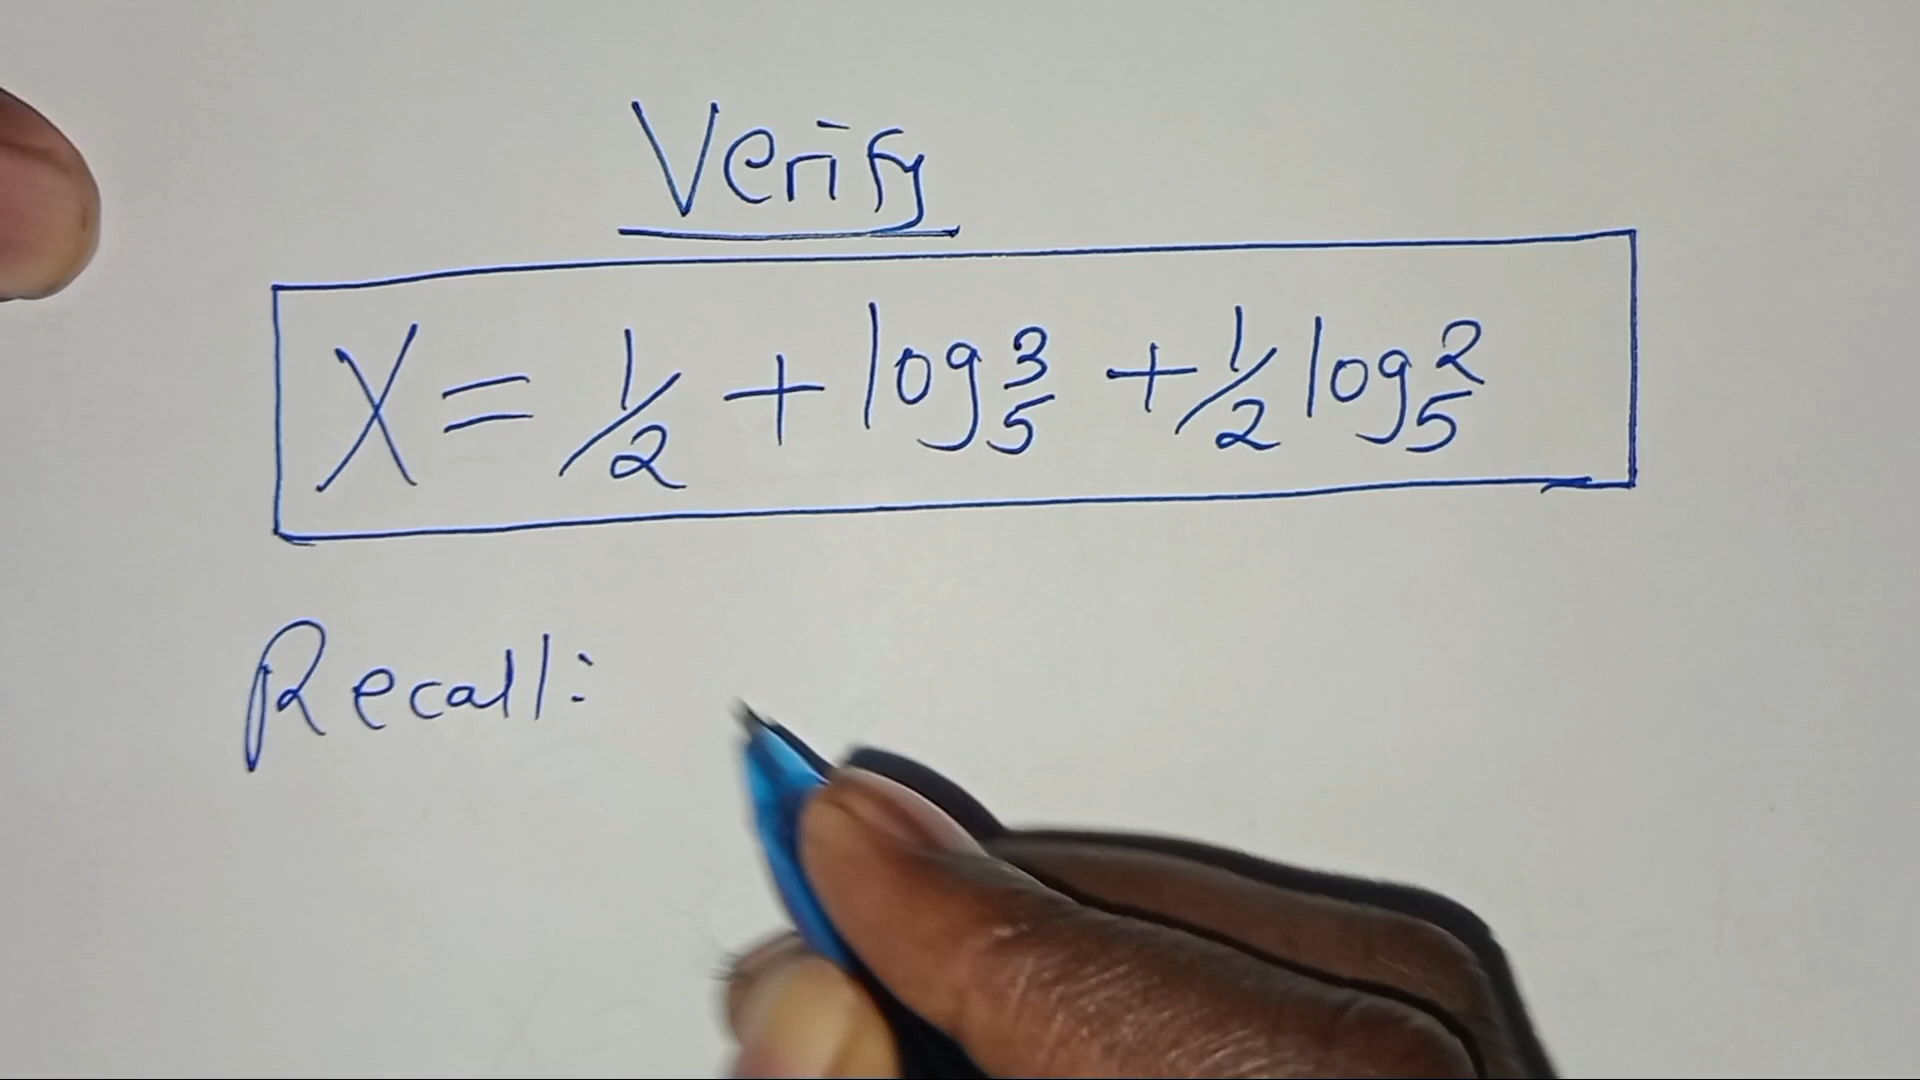 Verify
X = 1/2 + log₅³ + 1/2 log₅²
Recall: